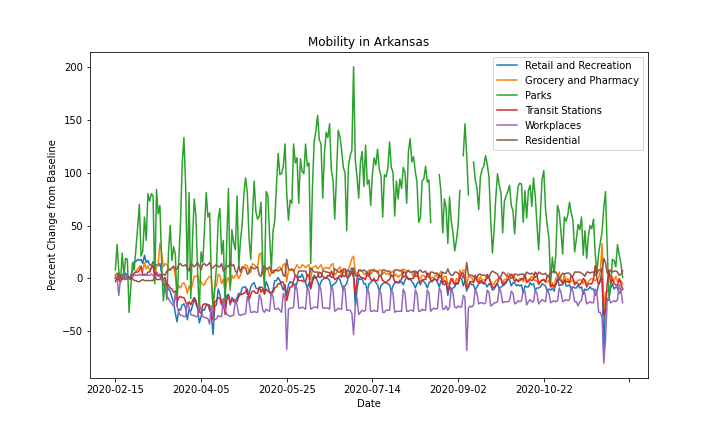 Mobility in Arkansas
Retail and Recreation
Grocery and Pharmacy
Parks
Transit Stations
Workplaces
Residential
Percent Change from Baseline
200
150
100
50
0
−50
2020-02-15 2020-04-05 2020-05-25 2020-07-14 2020-09-02 2020-10-22
Date